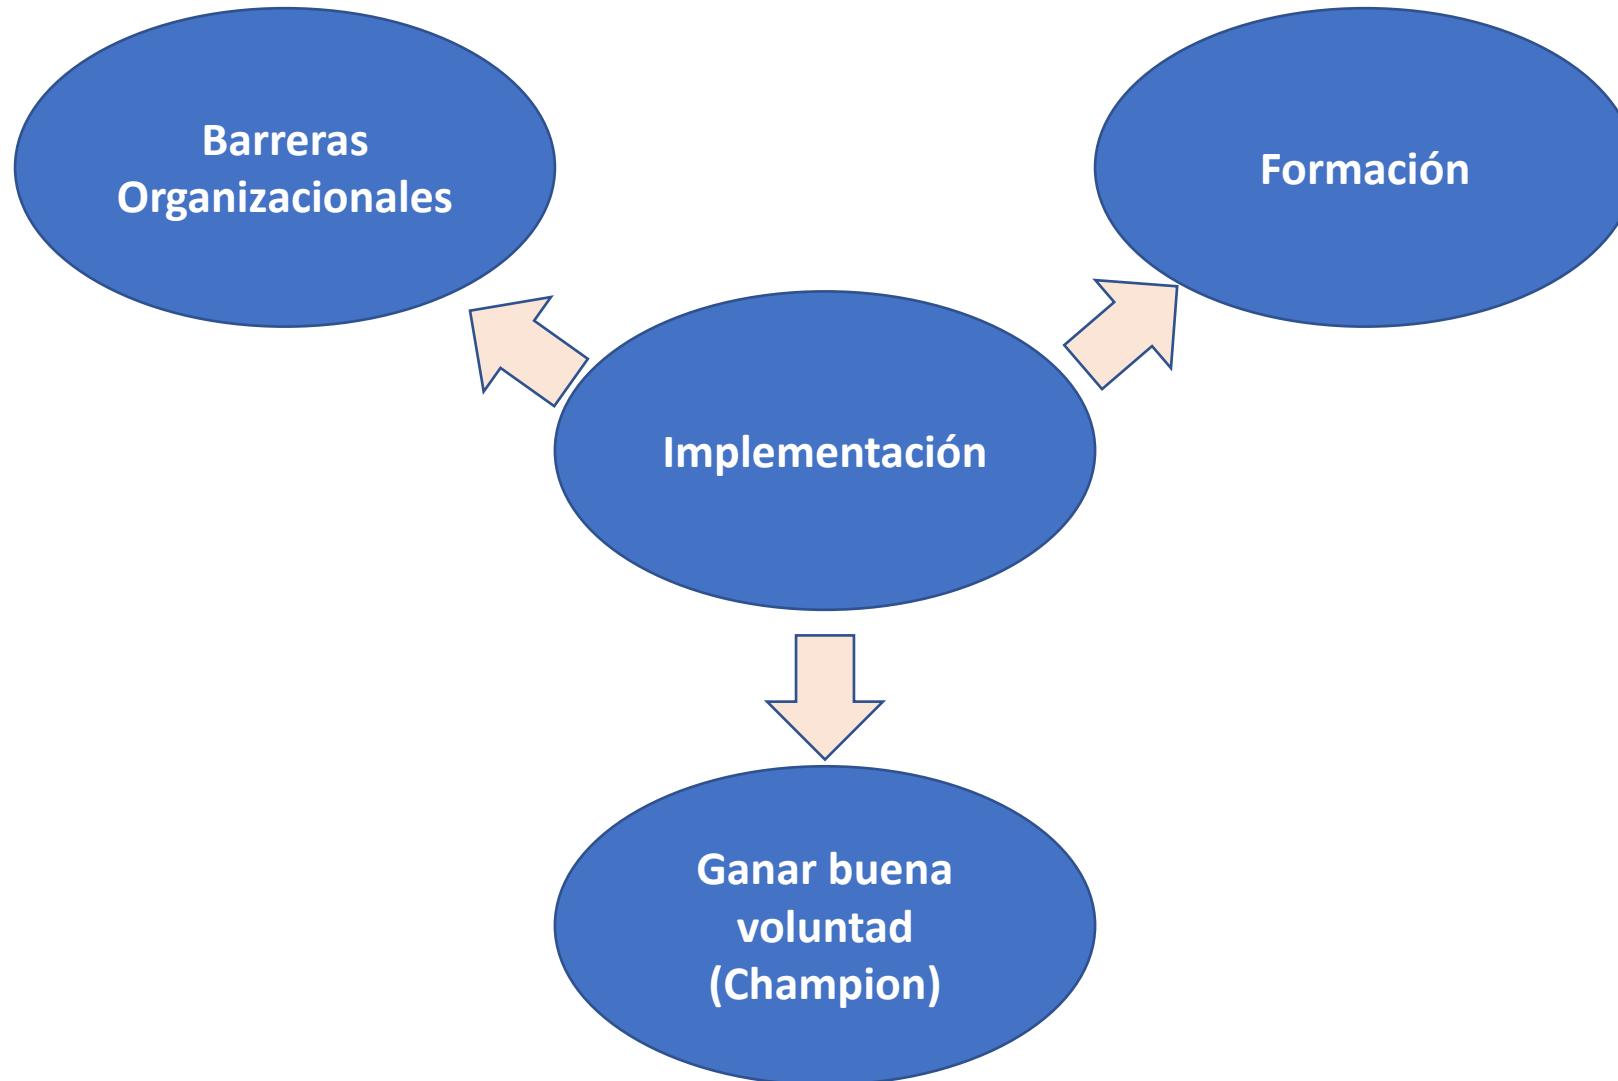 Barreras
Organizacionales
Formación
Implementación
Ganar buena
voluntad
(Champion)